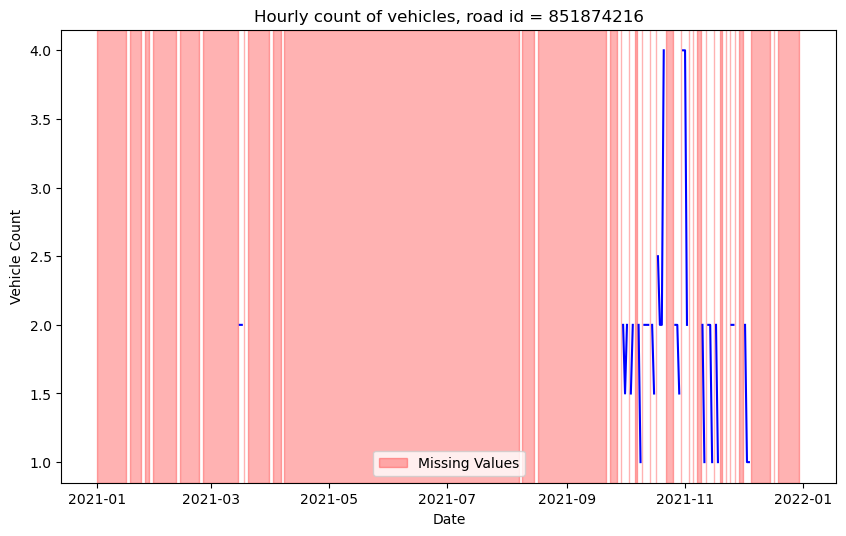 Hourly count of vehicles, road id = 851874216
4.0
3.5
3.0
2.5
2.0
1.5
1.0
Vehicle Count
Missing Values
2021-01 2021-03 2021-05 2021-07 2021-09 2021-11 2022-01
Date